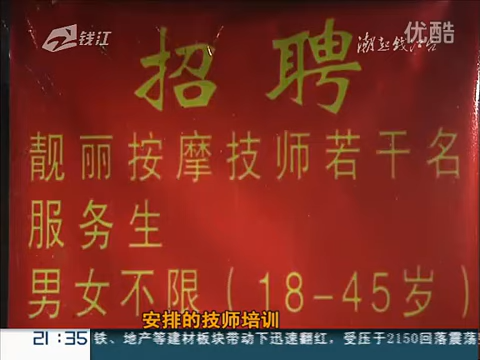 钱江
潮起钱江台
优酷
招聘
靓丽按摩技师若干名
服务生
男女不限(18-45岁)
安排的技师培训
21:35 铁、地产等建材板块带动下迅速翻红,受压于2150回落震荡